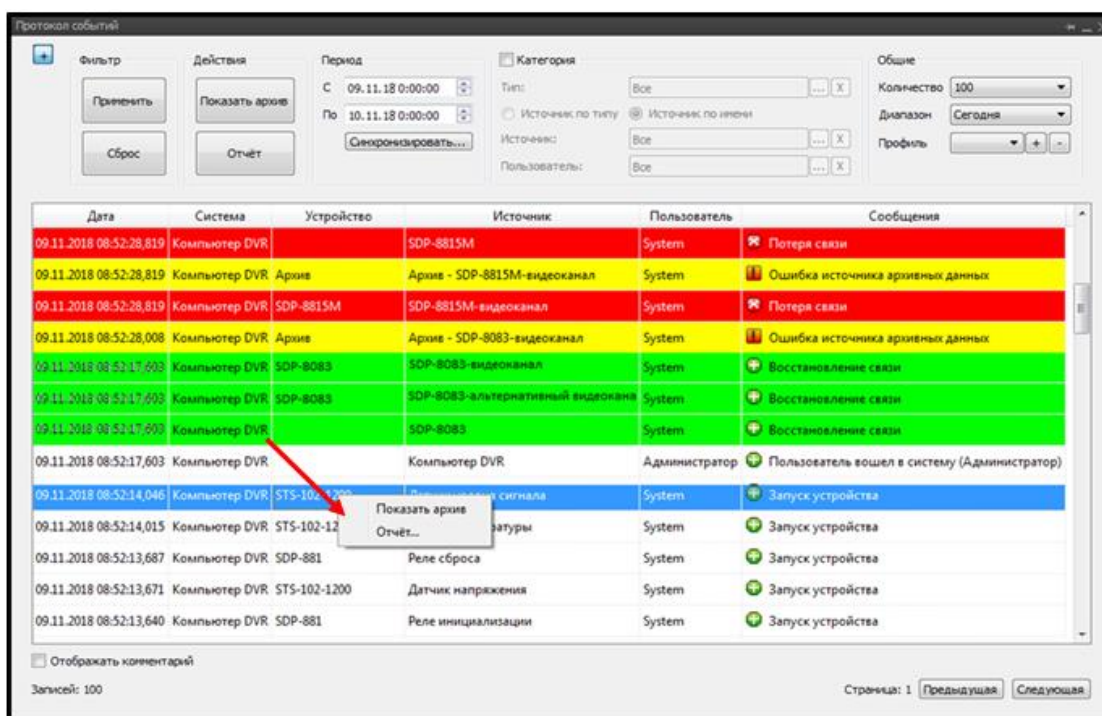 Протокол событий
Фильтр Действия Период Категория Общие
Применить Показать архив С 09.11.18 0:00:00 Тип: Все ... X Количество 100
По 10.11.18 0:00:00 Источник по типу Источник по имени Диапазон Сегодня
Сброс Отчёт Синхронизировать... Источник: Все ... X Профиль + -
Пользователь: Все ... X
Дата Система Устройство Источник Пользователь Сообщения
09.11.2018 08:52:28,819 Компьютер DVR SDP-8815M System Потеря связи
09.11.2018 08:52:28,819 Компьютер DVR Архив Архив - SDP-8815M-видеоканал System Ошибка источника архивных данных
09.11.2018 08:52:28,819 Компьютер DVR SDP-8815M SDP-8815M-видеоканал System Потеря связи
09.11.2018 08:52:28,008 Компьютер DVR Архив Архив - SDP-8083-видеоканал System Ошибка источника архивных данных
09.11.2018 08:52:17,603 Компьютер DVR SDP-8083 SDP-8083-видеоканал System Восстановление связи
09.11.2018 08:52:17,603 Компьютер DVR SDP-8083 SDP-8083-альтернативный видеокана System Восстановление связи
09.11.2018 08:52:17,603 Компьютер DVR SDP-8083 System Восстановление связи
09.11.2018 08:52:17,603 Компьютер DVR Компьютер DVR Администратор Пользователь вошел в систему (Администратор)
09.11.2018 08:52:14,046 Компьютер DVR STS-102-1200 сигнала System Запуск устройства
Показать архив
09.11.2018 08:52:14,015 Компьютер DVR STS-102-12 ратуры System Запуск устройства
Отчёт...
09.11.2018 08:52:13,687 Компьютер DVR SDP-881 Реле сброса System Запуск устройства
09.11.2018 08:52:13,671 Компьютер DVR STS-102-1200 Датчик напряжения System Запуск устройства
09.11.2018 08:52:13,640 Компьютер DVR SDP-881 Реле инициализации System Запуск устройства
Отображать комментарий
Записей: 100 Страница: 1 Предыдущая Следующая